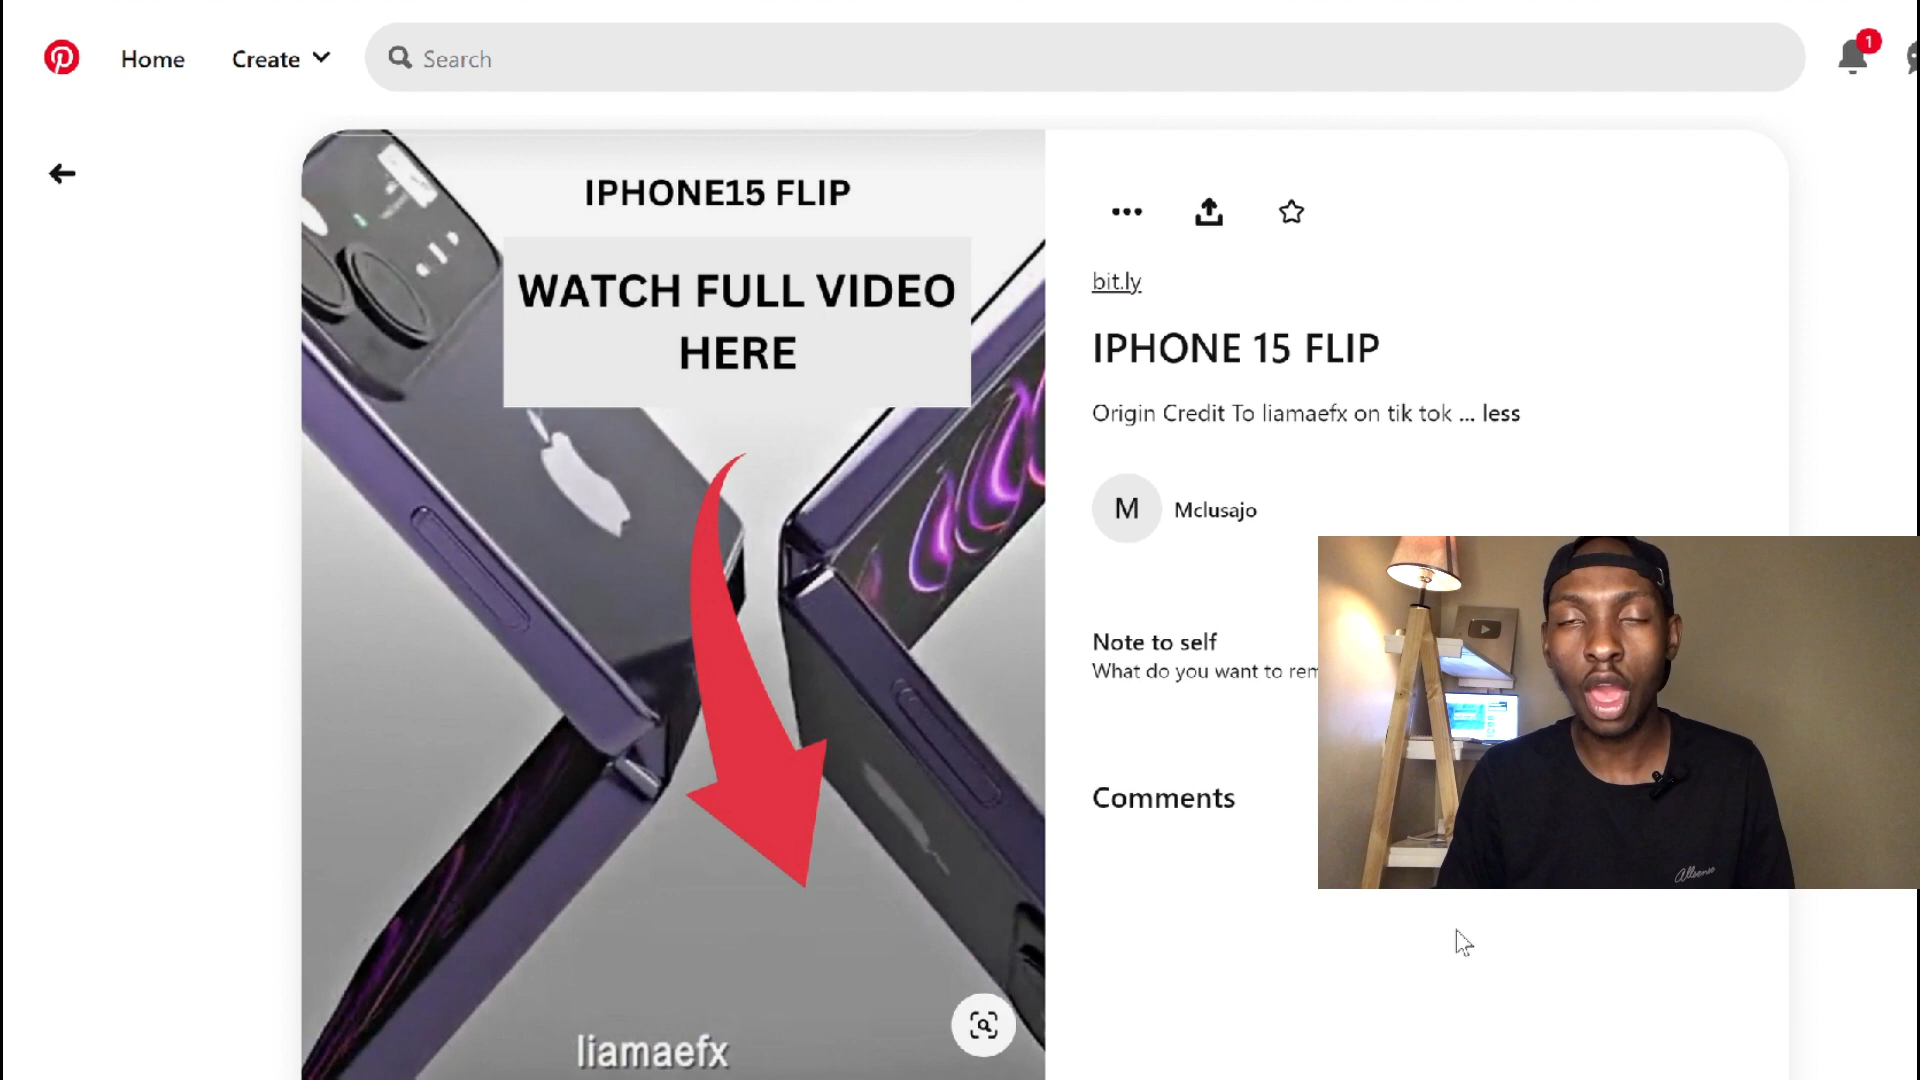 Home
Create
Search
1
IPHONE15 FLIP
WATCH FULL VIDEO
HERE
liamaefx
bit.ly
IPHONE 15 FLIP
Origin Credit To liamaefx on tik tok ... less
M
Mclusajo
Note to self
What do you want to rem
Comments
Allsense